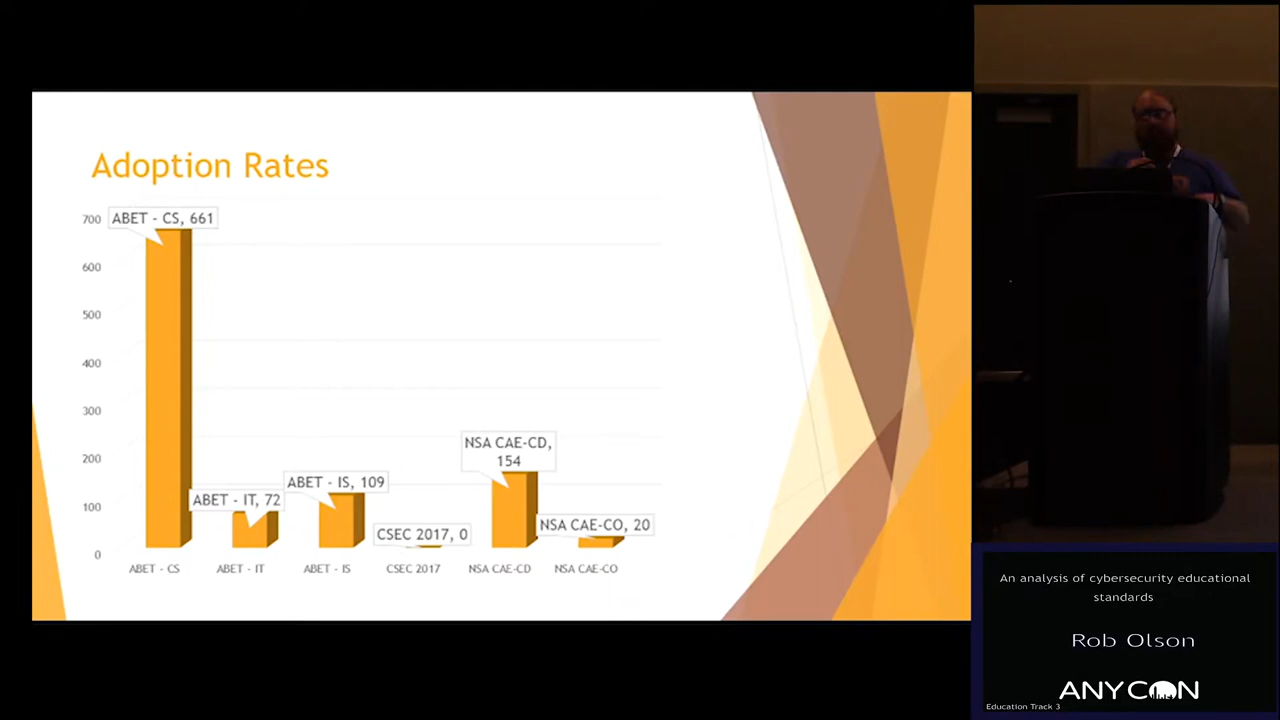 Adoption Rates
700
600
500
400
300
200
100
0
ABET - CS, 661
ABET - IT, 72
ABET - IS, 109
CSEC 2017, 0
NSA CAE-CD,
154
NSA CAE-CO, 20
ABET - CS
ABET - IT
ABET - IS
CSEC 2017
NSA CAE-CD
NSA CAE-CO
An analysis of cybersecurity educational
standards
Rob Olson
ANYCON
Education Track 3